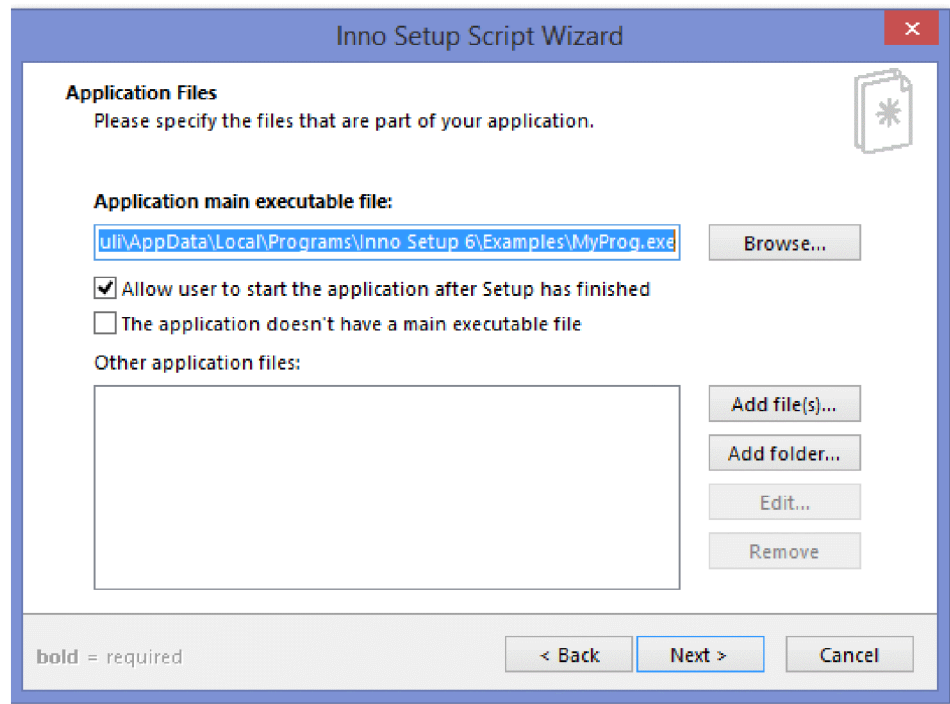 Inno Setup Script Wizard
Application Files
Please specify the files that are part of your application.
Application main executable file:
uli\AppData\Local\Programs\Inno Setup 6\Examples\MyProg.exe
Browse...
Allow user to start the application after Setup has finished
The application doesn't have a main executable file
Other application files:
Add file(s)...
Add folder...
Edit...
Remove
bold = required
< Back
Next >
Cancel